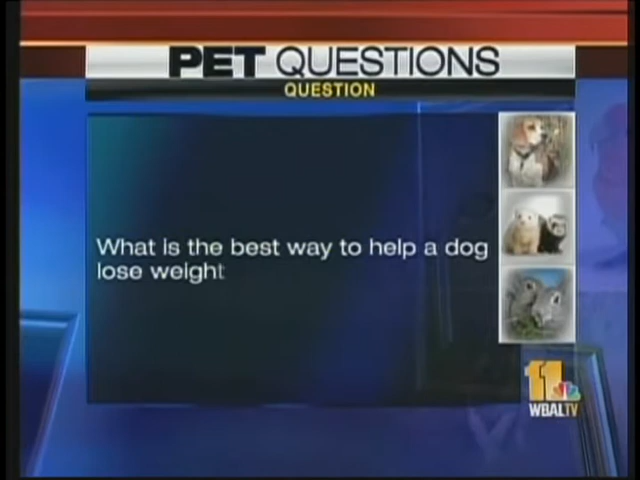 PET QUESTIONS
QUESTION
What is the best way to help a dog
lose weight
11
WBALTV